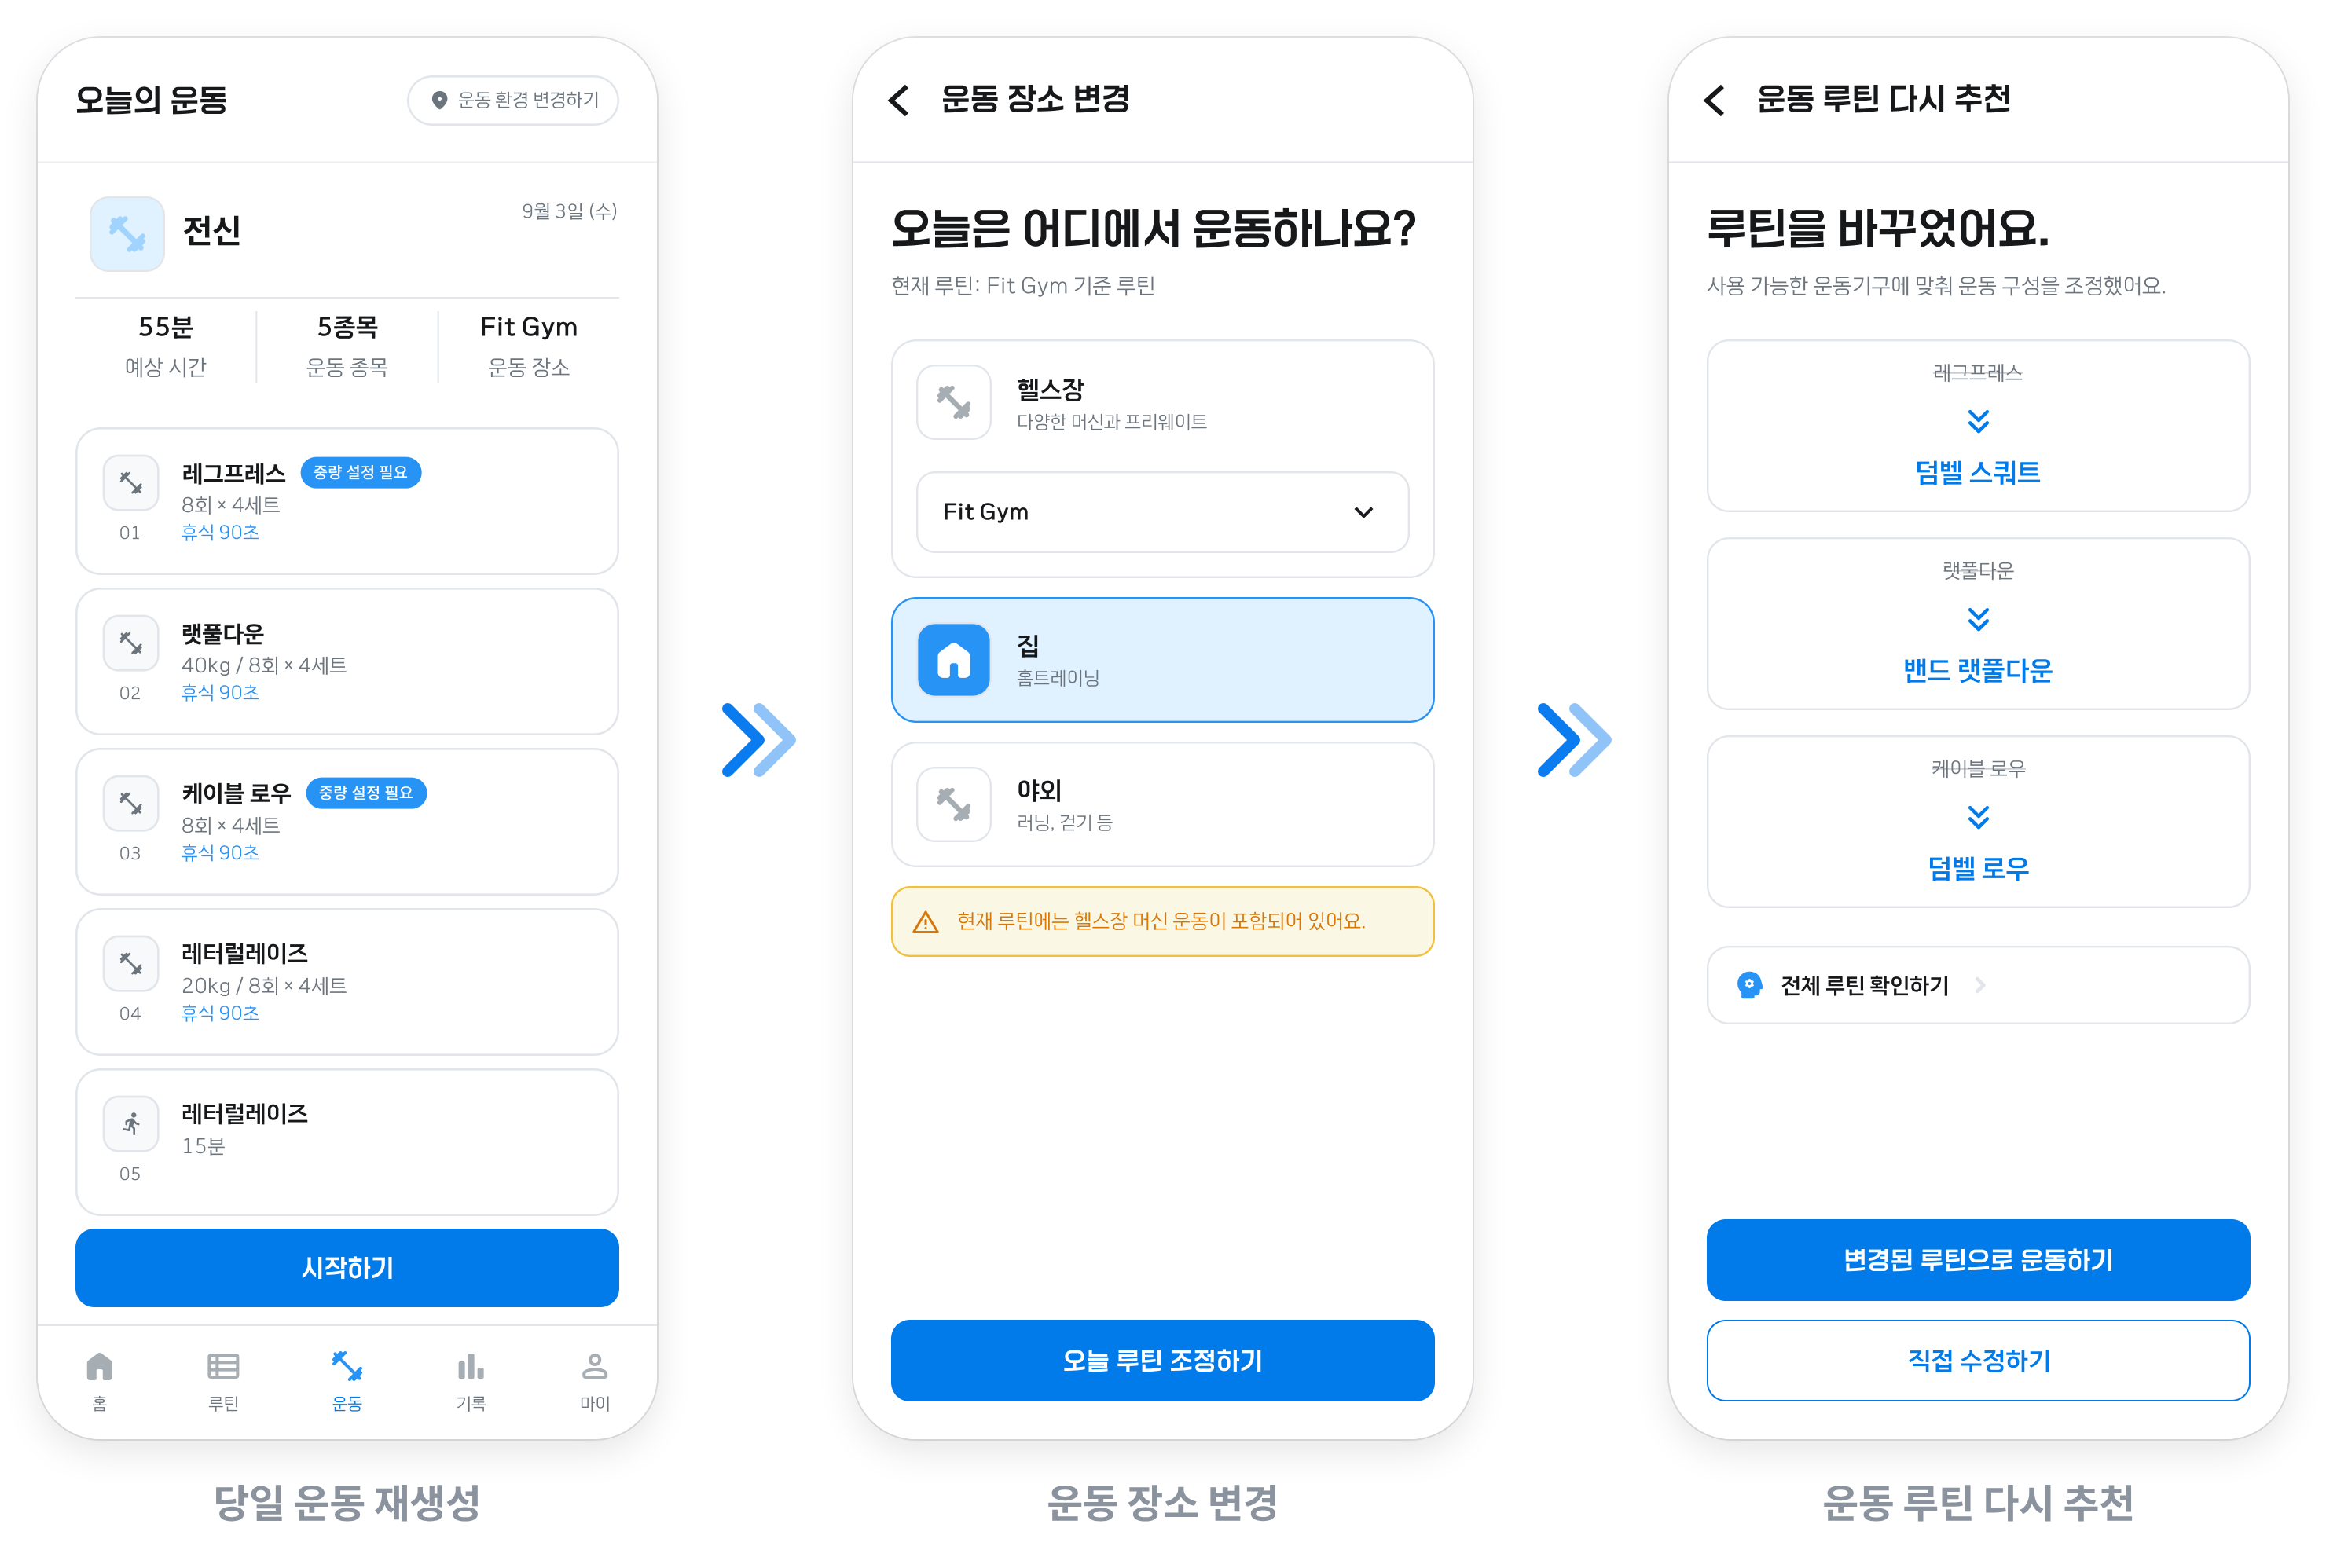 오늘의 운동
운동 환경 변경하기
전신
9월 3일 (수)
55분
예상 시간
5종목
운동 종목
Fit Gym
운동 장소
레그프레스 중량 설정 필요
8회 × 4세트
휴식 90초
01
랫풀다운
40kg / 8회 × 4세트
휴식 90초
02
케이블 로우 중량 설정 필요
8회 × 4세트
휴식 90초
03
레터럴레이즈
20kg / 8회 × 4세트
휴식 90초
04
레터럴레이즈
15분
05
시작하기
홈
루틴
운동
기록
마이
당일 운동 재생성
운동 장소 변경
오늘은 어디에서 운동하나요?
현재 루틴: Fit Gym 기준 루틴
헬스장
다양한 머신과 프리웨이트
Fit Gym
집
홈트레이닝
야외
러닝, 걷기 등
현재 루틴에는 헬스장 머신 운동이 포함되어 있어요.
오늘 루틴 조정하기
운동 장소 변경
운동 루틴 다시 추천
루틴을 바꾸었어요.
사용 가능한 운동기구에 맞춰 운동 구성을 조정했어요.
레그프레스
덤벨 스쿼트
랫풀다운
밴드 랫풀다운
케이블 로우
덤벨 로우
전체 루틴 확인하기
변경된 루틴으로 운동하기
직접 수정하기
운동 루틴 다시 추천